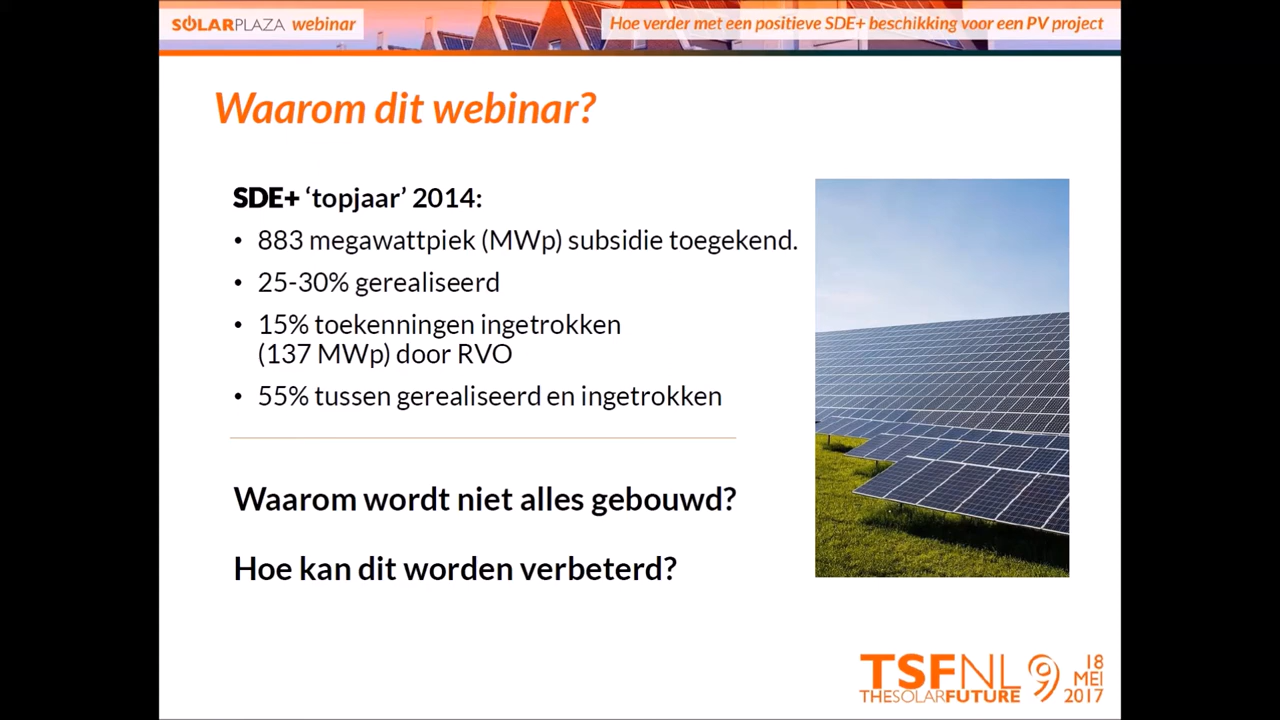 SOLARPLAZA webinar
Hoe verder met een positieve SDE+ beschikking voor een PV project
Waarom dit webinar?
SDE+ ‘topjaar’ 2014:
• 883 megawattpiek (MWp) subsidie toegekend.
• 25-30% gerealiseerd
• 15% toekenningen ingetrokken
(137 MWp) door RVO
• 55% tussen gerealiseerd en ingetrokken
Waarom wordt niet alles gebouwd?
Hoe kan dit worden verbeterd?
TSFNL 9
THESOLARFUTURE
18
MEI
2017